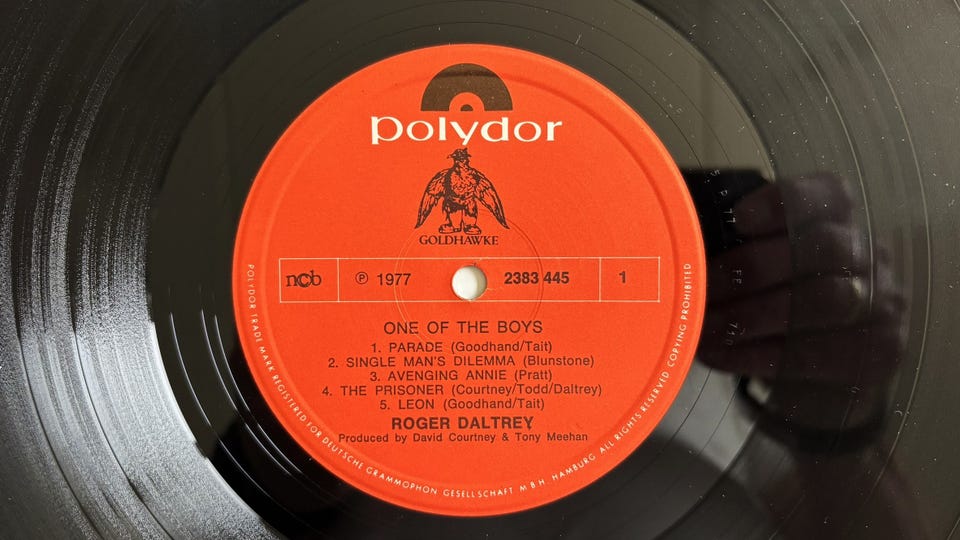 polydor
GOLDHAWKE
ncb
℗ 1977
2383 445
1
ONE OF THE BOYS
1. PARADE (Goodhand/Tait)
2. SINGLE MAN'S DILEMMA (Blunstone)
3. AVENGING ANNIE (Pratt)
4. THE PRISONER (Courtney/Todd/Daltrey)
5. LEON (Goodhand/Tait)
ROGER DALTREY
Produced by David Courtney & Tony Meehan
POLYDOR TRADE MARK REGISTERED FOR DEUTSCHE GRAMMOPHON GESELLSCHAFT M B H. HAMBURG ALL RIGHTS RESERVED COPYING PROHIBITED